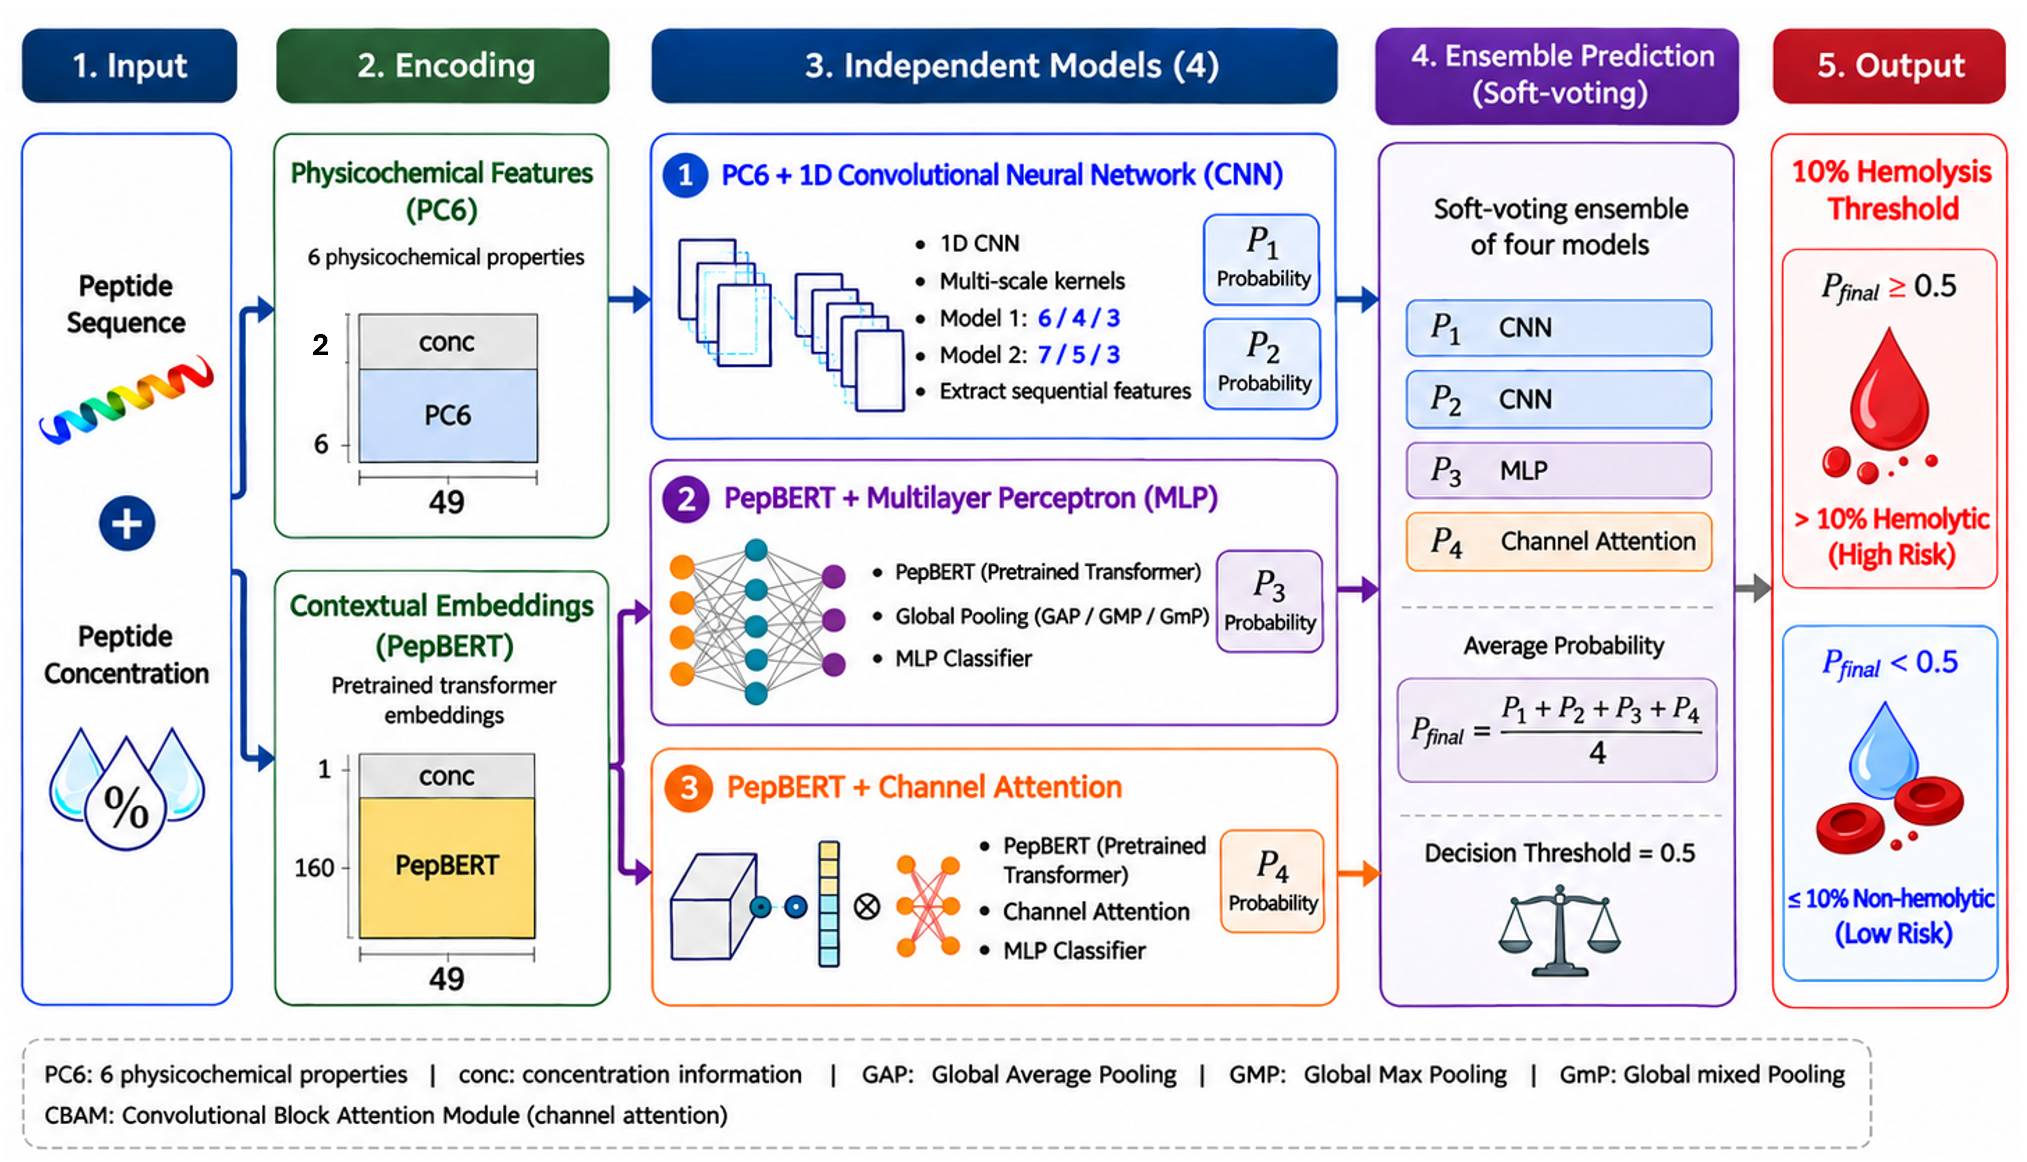 1. Input
2. Encoding
3. Independent Models (4)
4. Ensemble Prediction
(Soft-voting)
5. Output
Peptide
Sequence
+
Peptide
Concentration
%
Physicochemical Features
(PC6)
6 physicochemical properties
2
conc
PC6
6
49
Contextual Embeddings
(PepBERT)
Pretrained transformer
embeddings
1
conc
160
PepBERT
49
1 PC6 + 1D Convolutional Neural Network (CNN)
• 1D CNN
• Multi-scale kernels
• Model 1: 6 / 4 / 3
• Model 2: 7 / 5 / 3
• Extract sequential features
P1
Probability
P2
Probability
2 PepBERT + Multilayer Perceptron (MLP)
• PepBERT (Pretrained Transformer)
• Global Pooling (GAP / GMP / GmP)
• MLP Classifier
P3
Probability
3 PepBERT + Channel Attention
• PepBERT (Pretrained
Transformer)
• Channel Attention
• MLP Classifier
P4
Probability
Soft-voting ensemble
of four models
P1 CNN
P2 CNN
P3 MLP
P4 Channel Attention
Average Probability
Pfinal = (P1 + P2 + P3 + P4) / 4
Decision Threshold = 0.5
10% Hemolysis
Threshold
Pfinal ≥ 0.5
> 10% Hemolytic
(High Risk)
Pfinal < 0.5
≤ 10% Non-hemolytic
(Low Risk)
PC6: 6 physicochemical properties | conc: concentration information | GAP: Global Average Pooling | GMP: Global Max Pooling | GmP: Global mixed Pooling
CBAM: Convolutional Block Attention Module (channel attention)